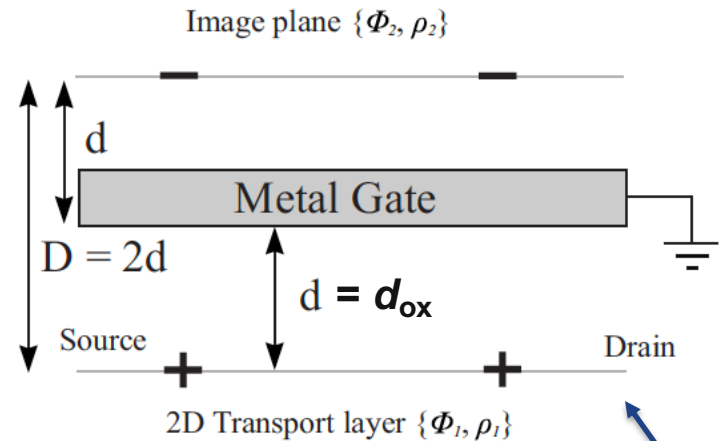 Image plane {Φ₂, ρ₂}
d
Metal Gate
D = 2d
d = dₒₓ
Source
Drain
2D Transport layer {Φ₁, ρ₁}